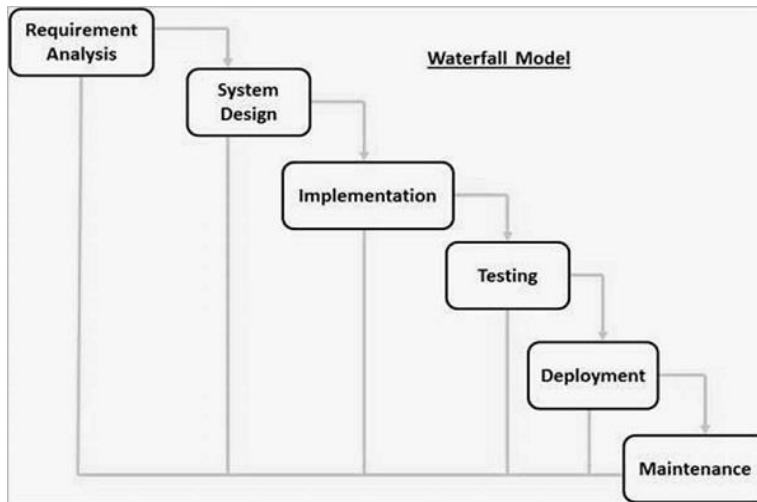 Requirement
Analysis
Waterfall Model
System
Design
Implementation
Testing
Deployment
Maintenance